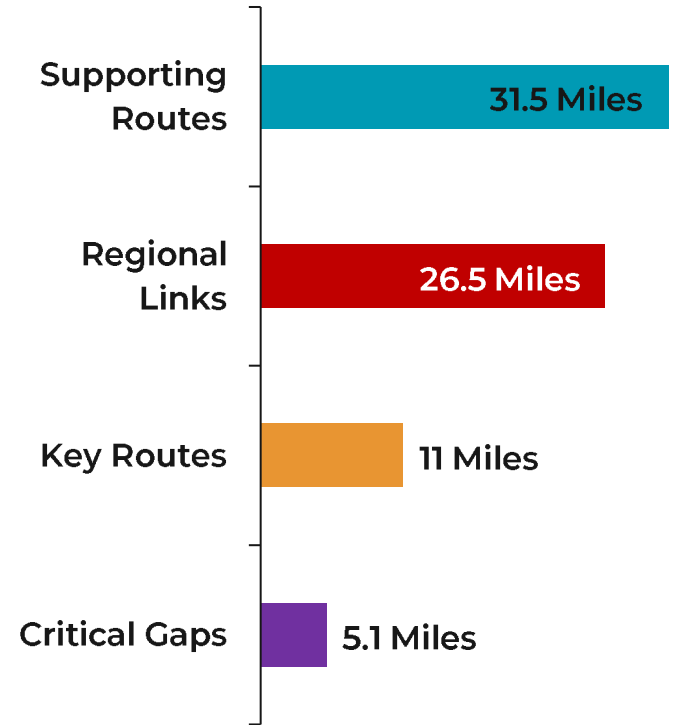 Supporting
Routes
31.5 Miles
Regional
Links
26.5 Miles
Key Routes
11 Miles
Critical Gaps
5.1 Miles